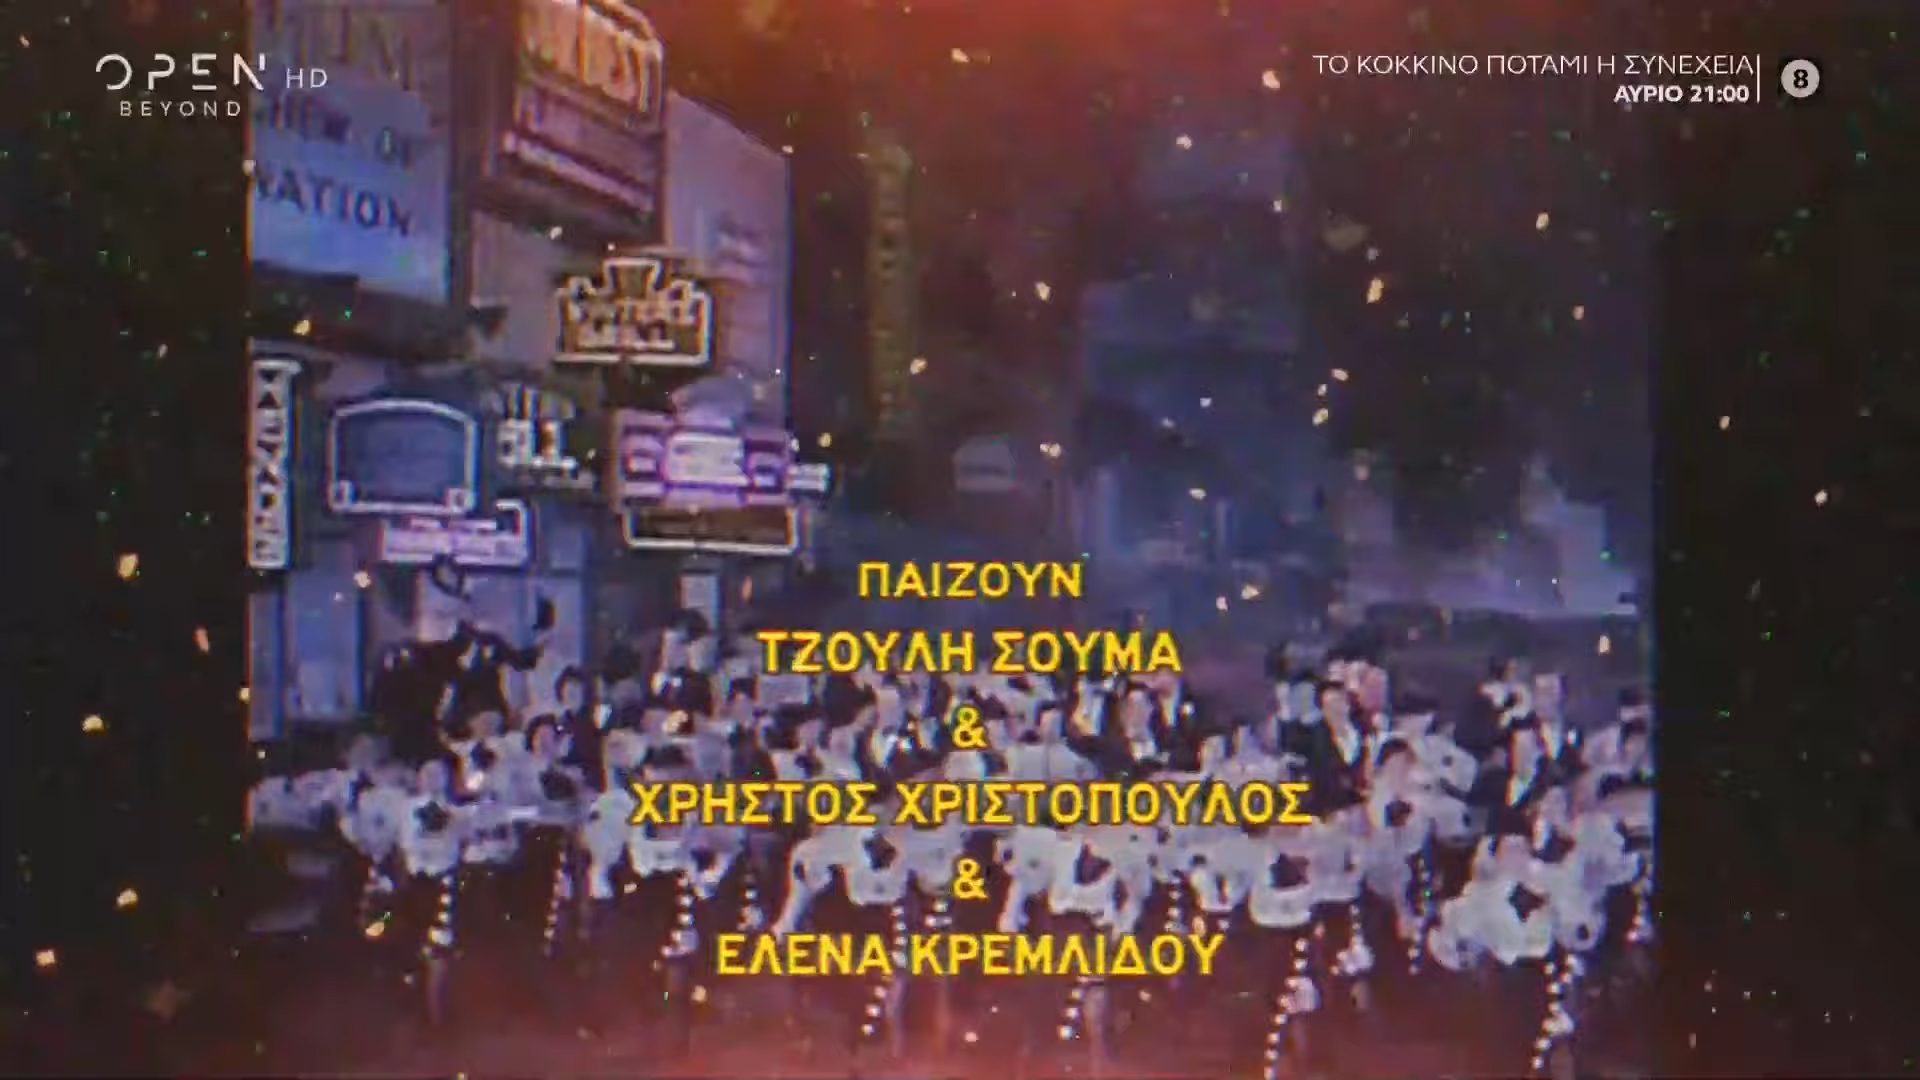 OPEN HD
BEYOND
ΤΟ ΚΟΚΚΙΝΟ ΠΟΤΑΜΙ Η ΣΥΝΕΧΕΙΑ
ΑΥΡΙΟ 21:00
8
ΠΑΙΖΟΥΝ
ΤΖΟΥΛΗ ΣΟΥΜΑ
&
ΧΡΗΣΤΟΣ ΧΡΙΣΤΟΠΟΥΛΟΣ
&
ΕΛΕΝΑ ΚΡΕΜΛΙΔΟΥ